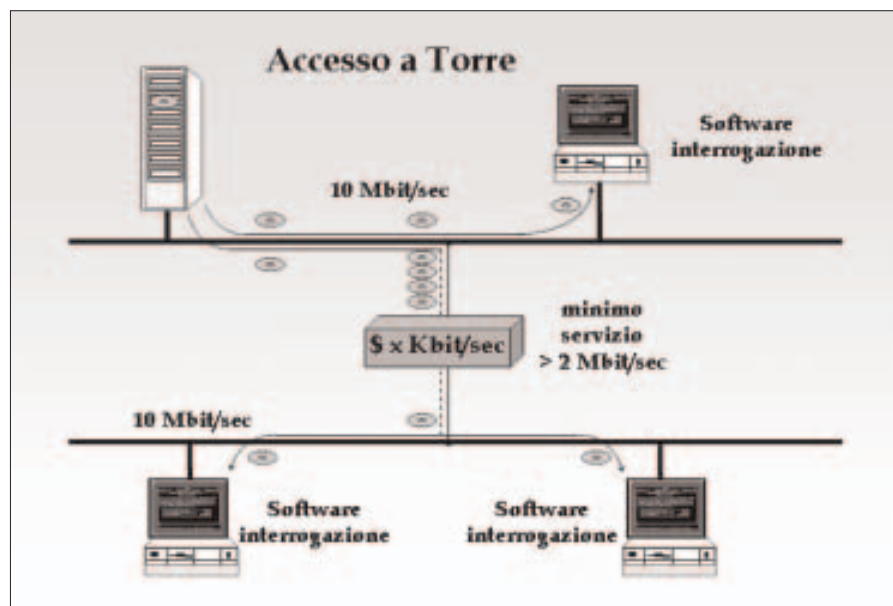 Accesso a Torre
Software
interrogazione
10 Mbit/sec
minimo
servizio
> 2 Mbit/sec
$ x Kbit/sec
10 Mbit/sec
Software
interrogazione
Software
interrogazione